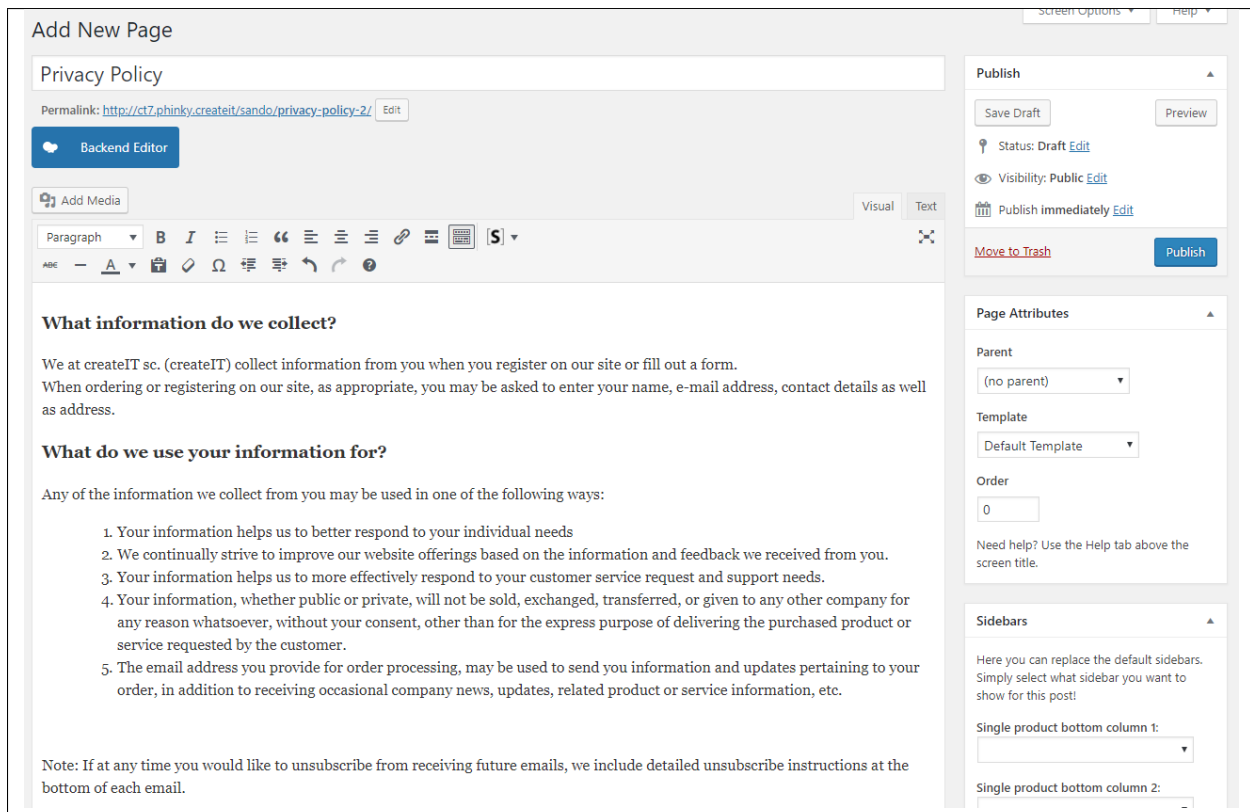 Screen Options
Help
Add New Page
Privacy Policy
Permalink: http://ct7.phinky.createit/sando/privacy-policy-2/ Edit
Backend Editor
Add Media
Visual Text
Paragraph B I [S]
ABC A Ω
What information do we collect?
We at createIT sc. (createIT) collect information from you when you register on our site or fill out a form.
When ordering or registering on our site, as appropriate, you may be asked to enter your name, e-mail address, contact details as well
as address.
What do we use your information for?
Any of the information we collect from you may be used in one of the following ways:
1. Your information helps us to better respond to your individual needs
2. We continually strive to improve our website offerings based on the information and feedback we received from you.
3. Your information helps us to more effectively respond to your customer service request and support needs.
4. Your information, whether public or private, will not be sold, exchanged, transferred, or given to any other company for
any reason whatsoever, without your consent, other than for the express purpose of delivering the purchased product or
service requested by the customer.
5. The email address you provide for order processing, may be used to send you information and updates pertaining to your
order, in addition to receiving occasional company news, updates, related product or service information, etc.
Note: If at any time you would like to unsubscribe from receiving future emails, we include detailed unsubscribe instructions at the
bottom of each email.
Publish
Save Draft
Preview
Status: Draft Edit
Visibility: Public Edit
Publish immediately Edit
Move to Trash
Publish
Page Attributes
Parent
(no parent)
Template
Default Template
Order
0
Need help? Use the Help tab above the
screen title.
Sidebars
Here you can replace the default sidebars.
Simply select what sidebar you want to
show for this post!
Single product bottom column 1:
Single product bottom column 2: